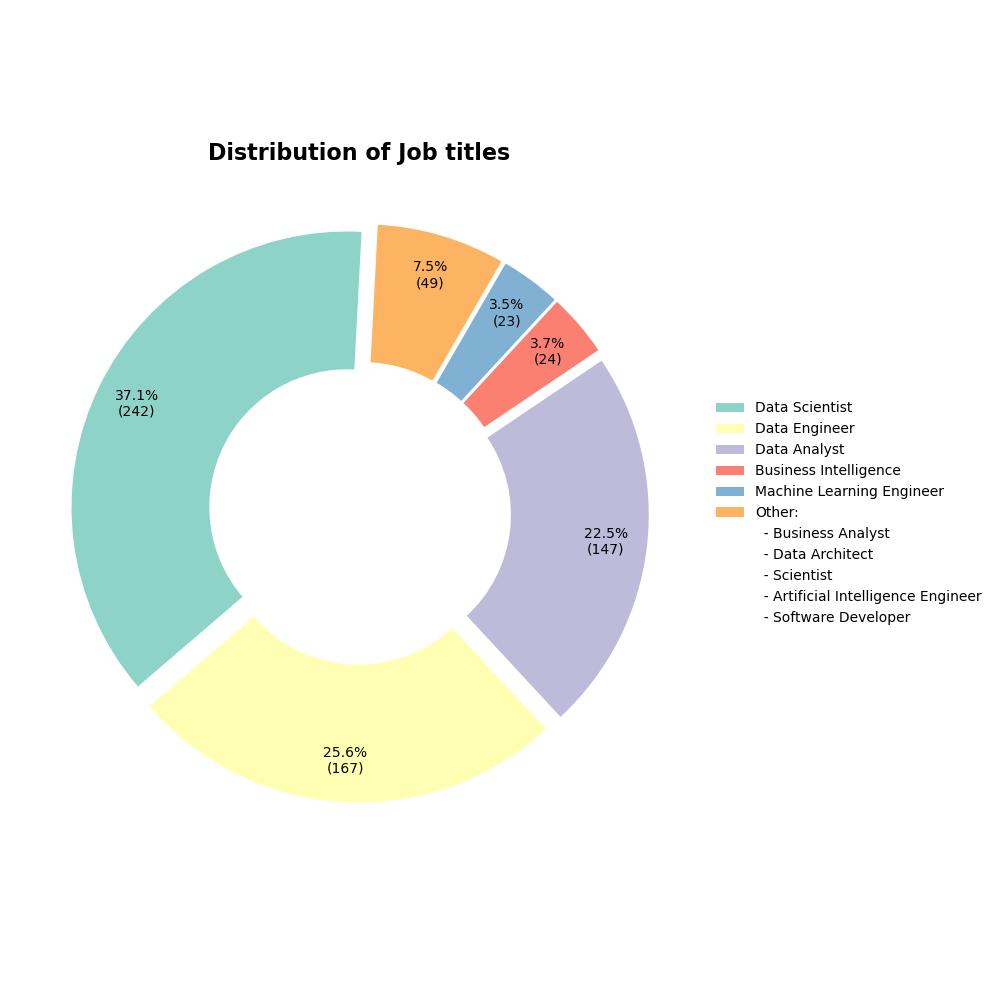 Distribution of Job titles
7.5%
(49)
3.5%
(23)
3.7%
(24)
37.1%
(242)
22.5%
(147)
25.6%
(167)
Data Scientist
Data Engineer
Data Analyst
Business Intelligence
Machine Learning Engineer
Other:
- Business Analyst
- Data Architect
- Scientist
- Artificial Intelligence Engineer
- Software Developer